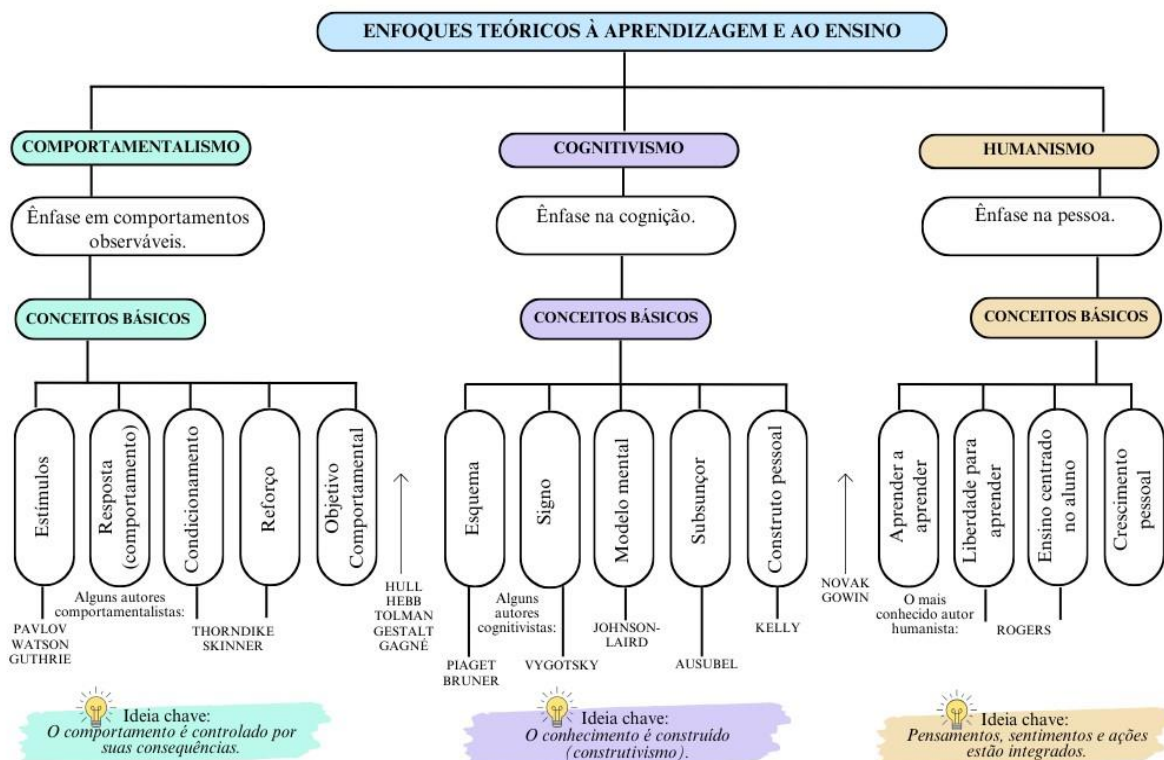 ENFOQUES TEÓRICOS À APRENDIZAGEM E AO ENSINO
COMPORTAMENTALISMO
Ênfase em comportamentos
observáveis.
CONCEITOS BÁSICOS
Estímulos
Resposta
(comportamento)
Condicionamento
Reforço
Objetivo
Comportamental
Alguns autores
comportamentalistas:
PAVLOV
WATSON
GUTHRIE
THORNDIKE
SKINNER
HULL
HEBB
TOLMAN
GESTALT
GAGNÉ
Ideia chave:
O comportamento é controlado por
suas consequências.
COGNITIVISMO
Ênfase na cognição.
CONCEITOS BÁSICOS
Esquema
Signo
Modelo mental
Subsunçor
Construto pessoal
Alguns
autores
cognitivistas:
PIAGET
BRUNER
VYGOTSKY
JOHNSON-
LAIRD
AUSUBEL
KELLY
NOVAK
GOWIN
Ideia chave:
O conhecimento é construído
(construtivismo).
HUMANISMO
Ênfase na pessoa.
CONCEITOS BÁSICOS
Aprender a
aprender
Liberdade para
aprender
Ensino centrado
no aluno
Crescimento
pessoal
O mais
conhecido autor
humanista:
ROGERS
Ideia chave:
Pensamentos, sentimentos e ações
estão integrados.